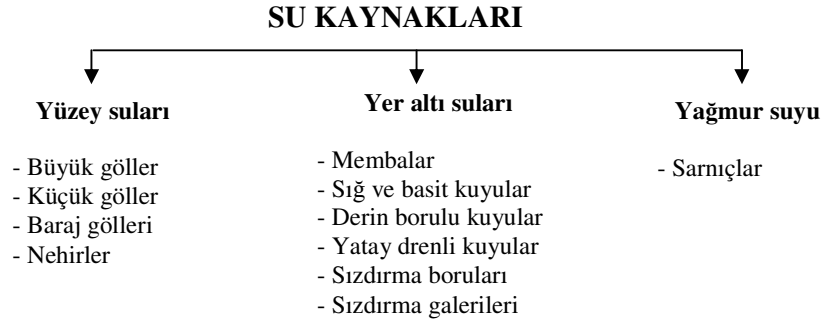 SU KAYNAKLARI
Yüzey suları
- Büyük göller
- Küçük göller
- Baraj gölleri
- Nehirler
Yer altı suları
- Membalar
- Sığ ve basit kuyular
- Derin borulu kuyular
- Yatay drenli kuyular
- Sızdırma boruları
- Sızdırma galerileri
Yağmur suyu
- Sarnıçlar